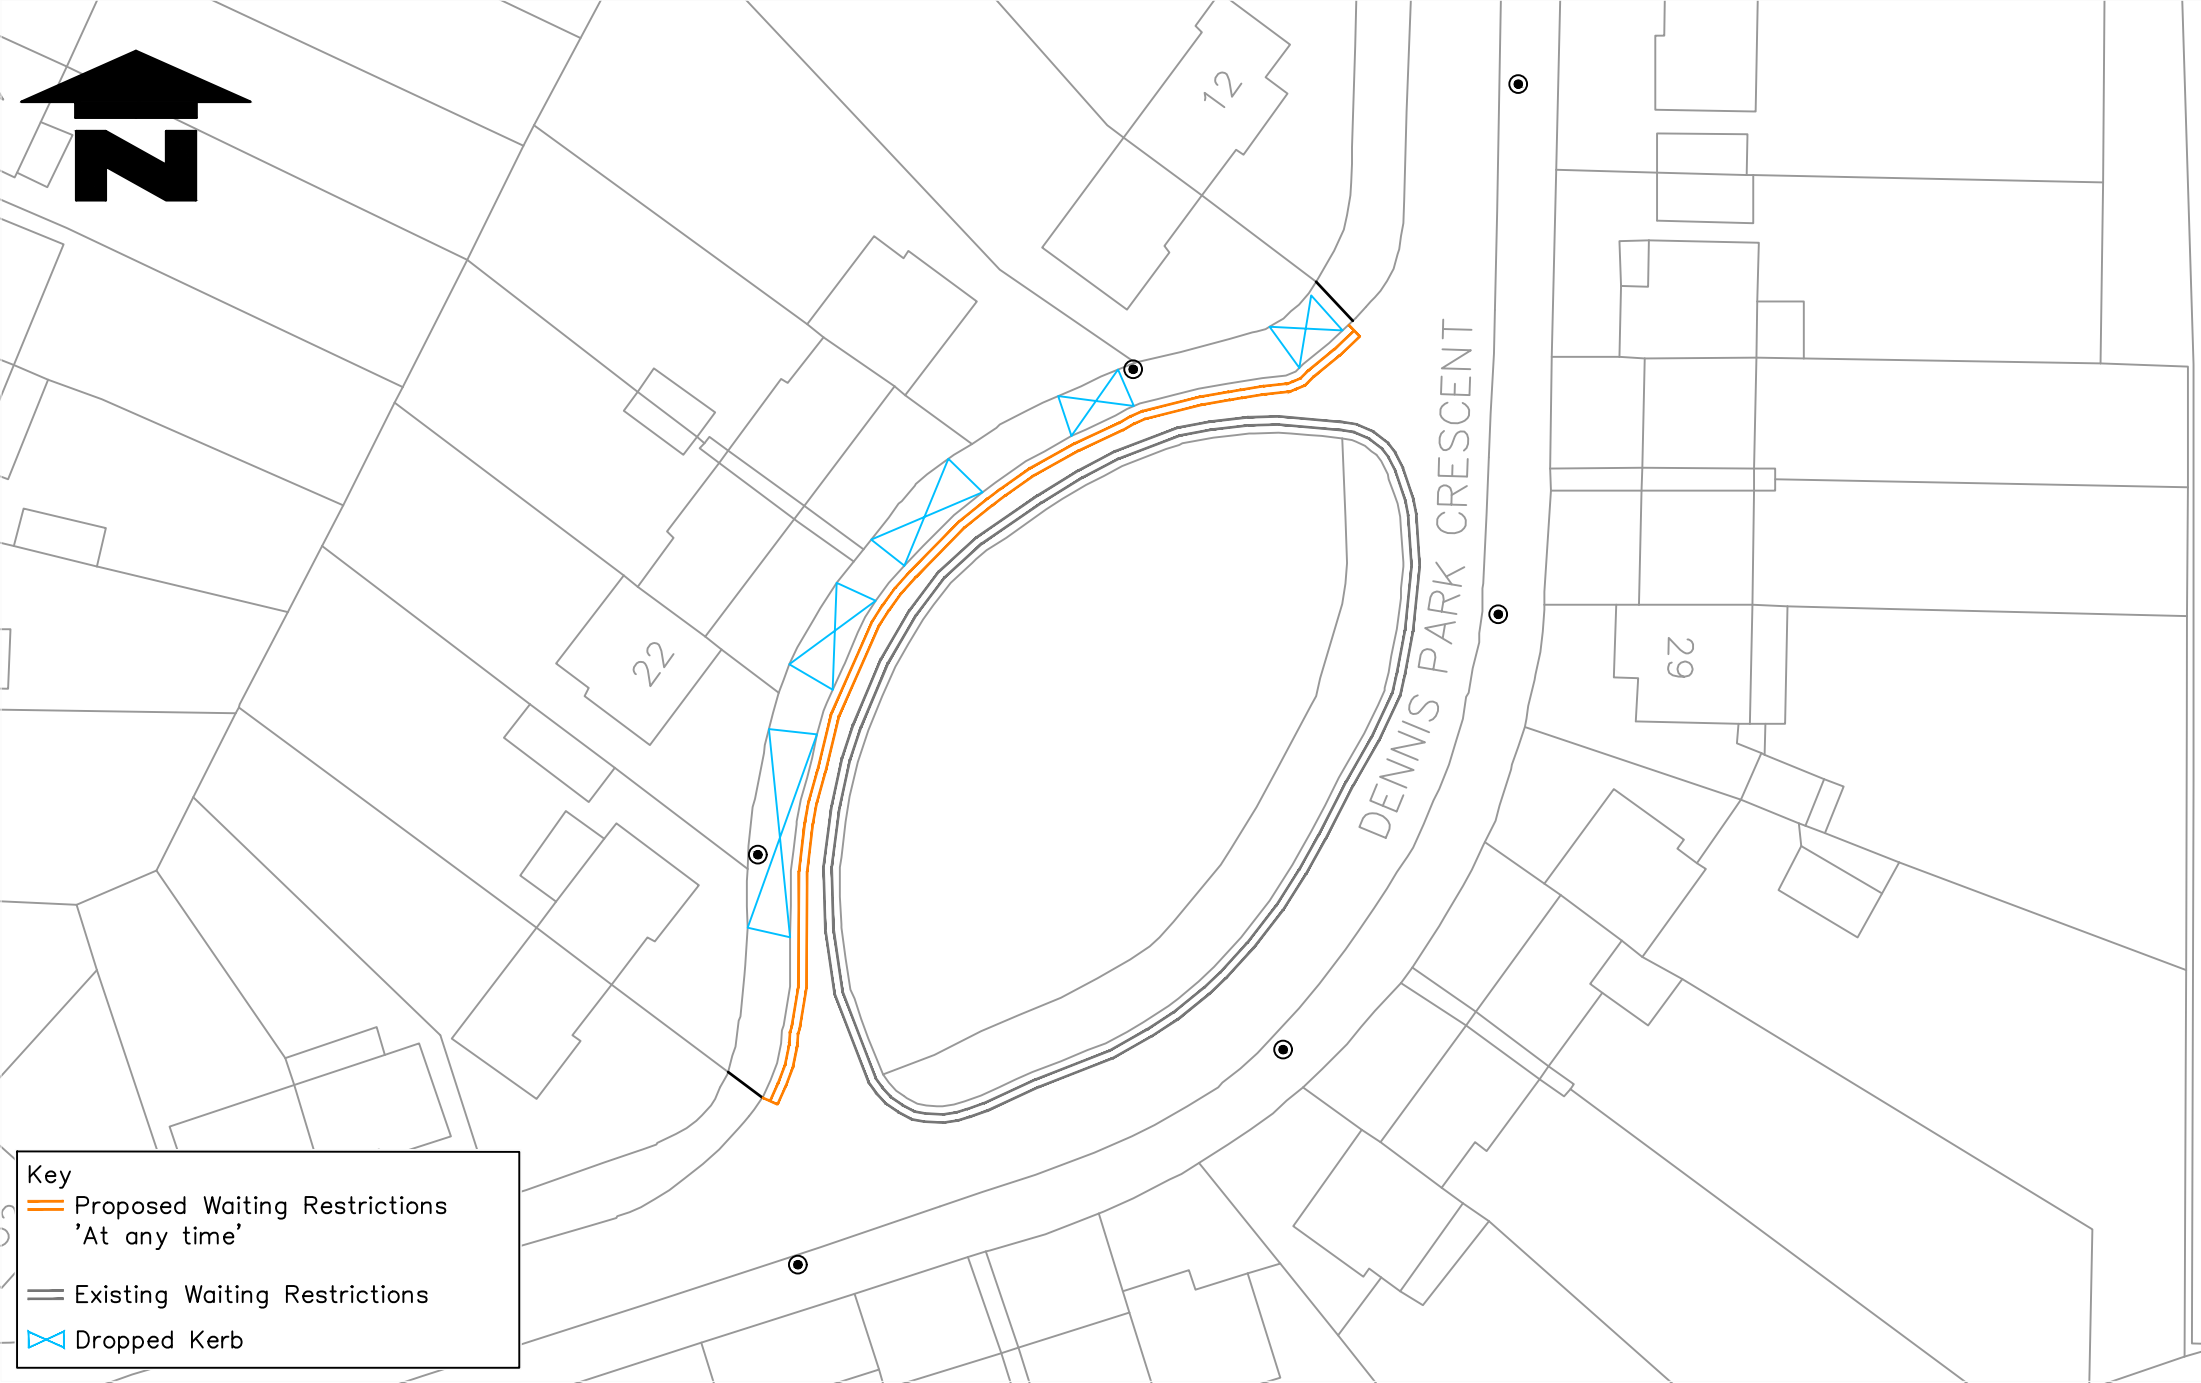 N
12
22
29
DENNIS PARK CRESCENT
Key
Proposed Waiting Restrictions
'At any time'
Existing Waiting Restrictions
Dropped Kerb